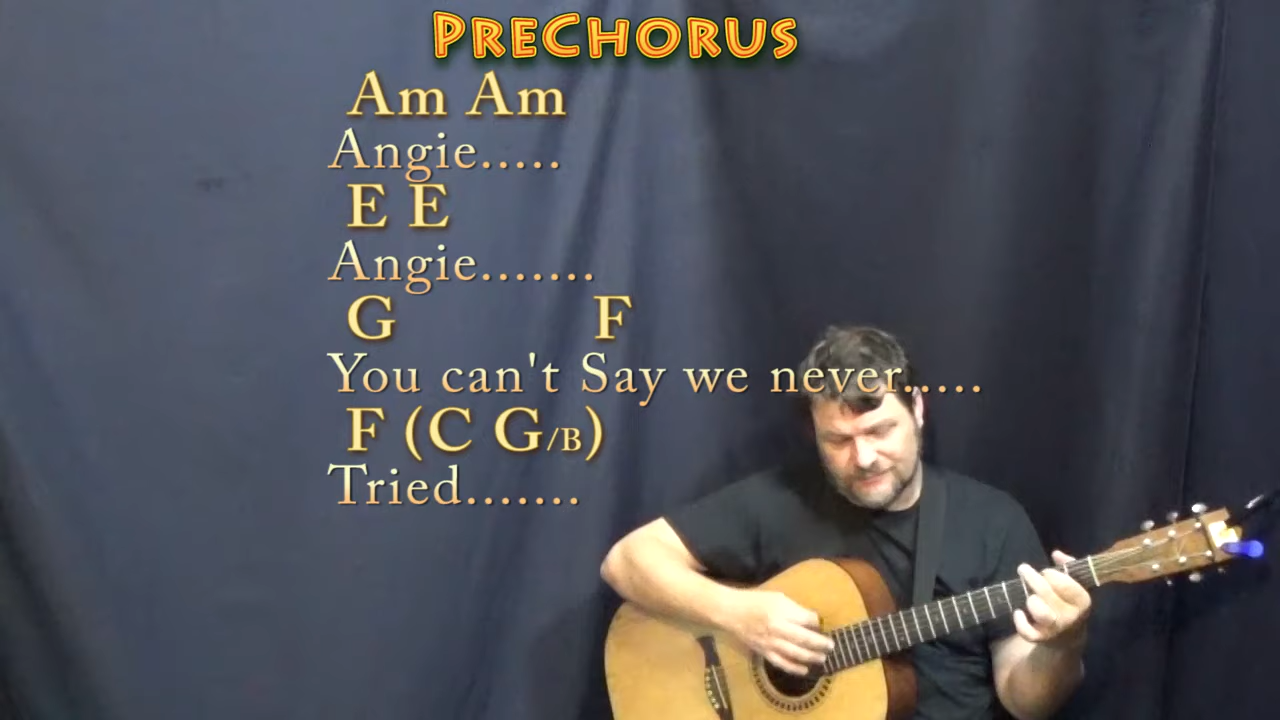 PreChorus
Am Am
Angie.....
E E
Angie.......
G F
You can't Say we never......
F (C G/B)
Tried.......